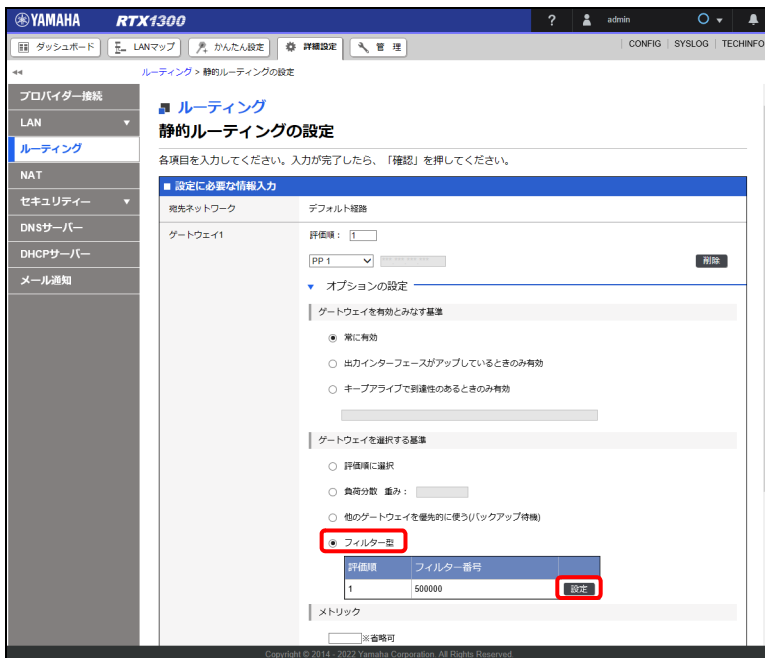 YAMAHA RTX1300 ? admin
ダッシュボード LANマップ かんたん設定 詳細設定 管 理 CONFIG | SYSLOG | TECHINFO
ルーティング > 静的ルーティングの設定
プロバイダー接続
LAN
ルーティング
NAT
セキュリティー
DNSサーバー
DHCPサーバー
メール通知
ルーティング
静的ルーティングの設定
各項目を入力してください。入力が完了したら、「確認」を押してください。
■ 設定に必要な情報入力
宛先ネットワーク デフォルト経路
ゲートウェイ1 評価順： 1
PP 1 *** *** *** *** 削除
オプションの設定
ゲートウェイを有効とみなす基準
常に有効
出力インターフェースがアップしているときのみ有効
キープアライブで到達性のあるときのみ有効
ゲートウェイを選択する基準
評価順に選択
負荷分散 重み：
他のゲートウェイを優先的に使う(バックアップ待機)
フィルター型
評価順 フィルター番号
1 500000 設定
メトリック
※省略可
Copyright © 2014 - 2022 Yamaha Corporation. All Rights Reserved.